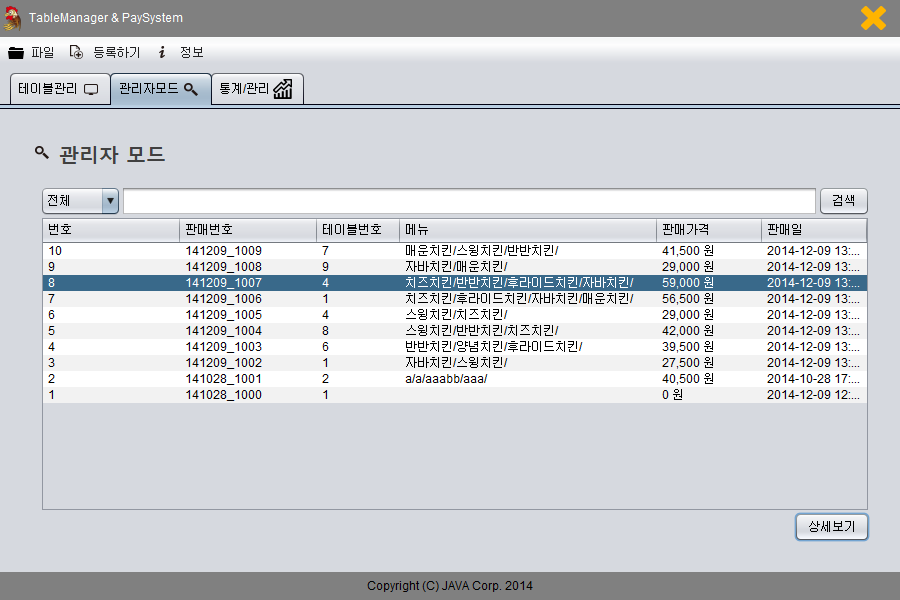 TableManager & PaySystem
파일 등록하기 정보
테이블관리 관리자모드 통계/관리
관리자 모드
전체 검색
번호 판매번호 테이블번호 메뉴 판매가격 판매일
10 141209_1009 7 매운치킨/스윙치킨/반반치킨/ 41,500 원 2014-12-09 13:...
9 141209_1008 9 자바치킨/매운치킨/ 29,000 원 2014-12-09 13:...
8 141209_1007 4 치즈치킨/반반치킨/후라이드치킨/자바치킨/ 59,000 원 2014-12-09 13:...
7 141209_1006 1 치즈치킨/후라이드치킨/자바치킨/매운치킨/ 56,500 원 2014-12-09 13:...
6 141209_1005 4 스윙치킨/치즈치킨/ 29,000 원 2014-12-09 13:...
5 141209_1004 8 스윙치킨/반반치킨/치즈치킨/ 42,000 원 2014-12-09 13:...
4 141209_1003 6 반반치킨/양념치킨/후라이드치킨/ 39,500 원 2014-12-09 13:...
3 141209_1002 1 자바치킨/스윙치킨/ 27,500 원 2014-12-09 13:...
2 141028_1001 2 a/a/aaabb/aaa/ 40,500 원 2014-10-28 17:...
1 141028_1000 1 0 원 2014-12-09 12:...
상세보기
Copyright (C) JAVA Corp. 2014